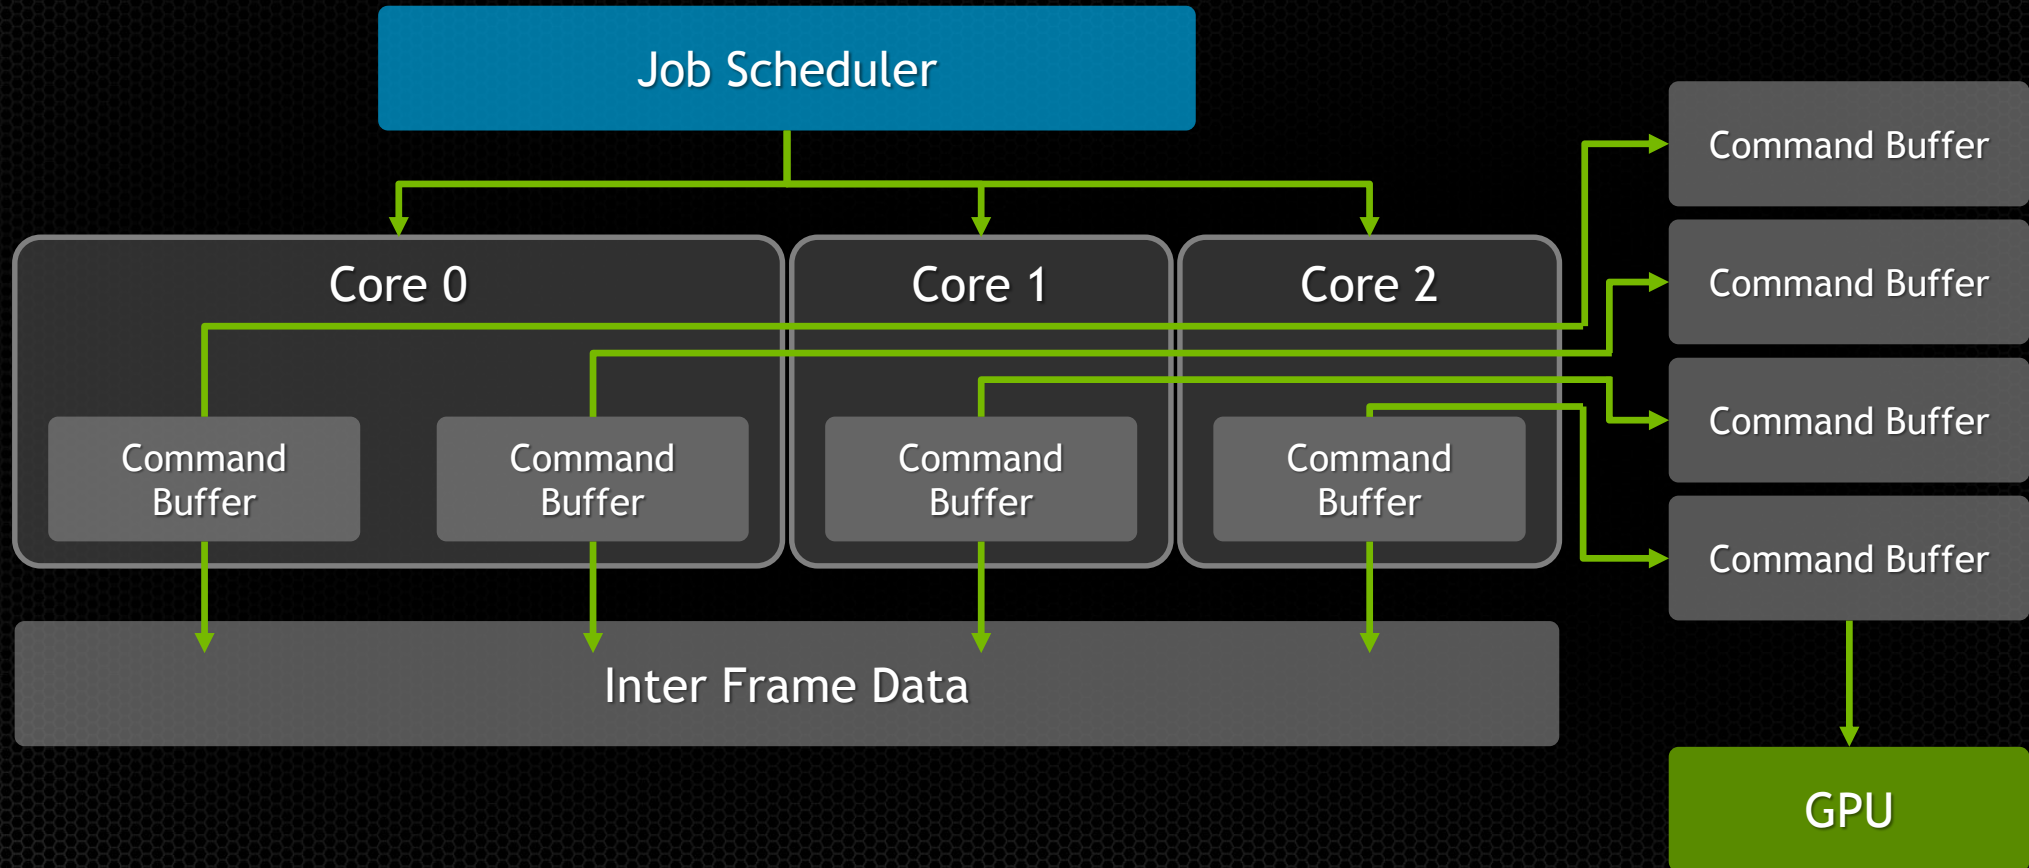 Job Scheduler
Core 0
Core 1
Core 2
Command
Buffer
Command
Buffer
Command
Buffer
Command
Buffer
Inter Frame Data
Command Buffer
Command Buffer
Command Buffer
Command Buffer
GPU